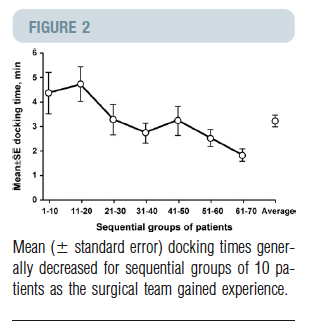 FIGURE 2
Mean±SE docking time, min
6
5
4
3
2
1
0
1-10 11-20 21-30 31-40 41-50 51-60 61-70 Average
Sequential groups of patients
Mean (± standard error) docking times gener-
ally decreased for sequential groups of 10 pa-
tients as the surgical team gained experience.